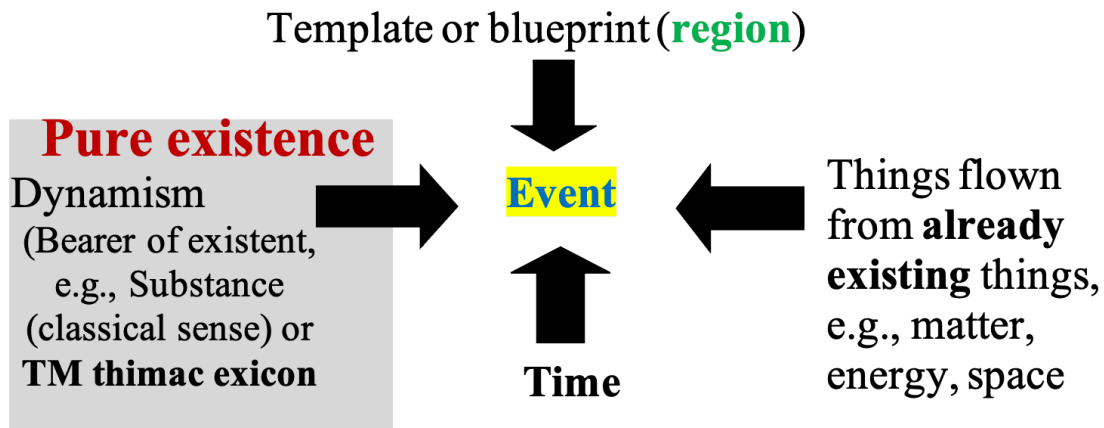 Template or blueprint (region)
Pure existence
Dynamism
(Bearer of existent,
e.g., Substance
(classical sense) or
TM thimac exicon
Event
Time
Things flown
from already
existing things,
e.g., matter,
energy, space